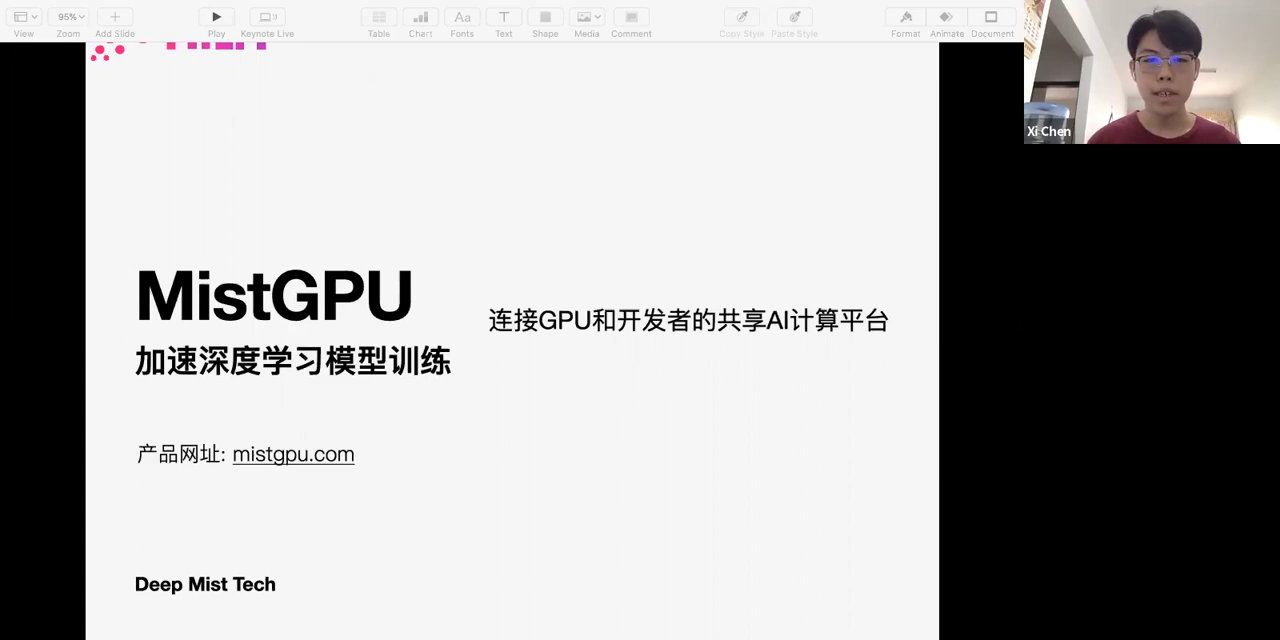 95%
View
Zoom
Add Slide
Play
Keynote Live
Table
Chart
Fonts
Text
Shape
Media
Comment
Copy Style
Paste Style
Format
Animate
Document
Xi Chen
MistGPU
连接GPU和开发者的共享AI计算平台
加速深度学习模型训练
产品网址: mistgpu.com
Deep Mist Tech